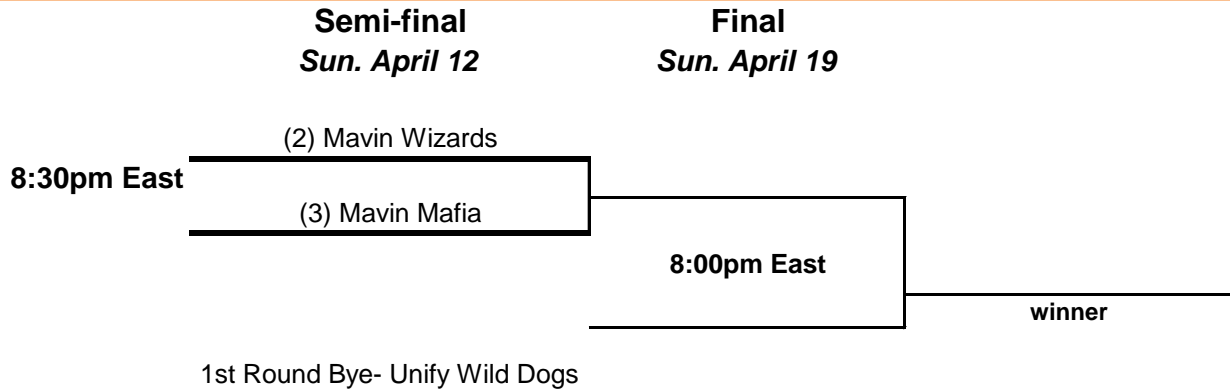 Semi-final
Final
Sun. April 12
Sun. April 19
(2) Mavin Wizards
8:30pm East
(3) Mavin Mafia
8:00pm East
winner
1st Round Bye- Unify Wild Dogs